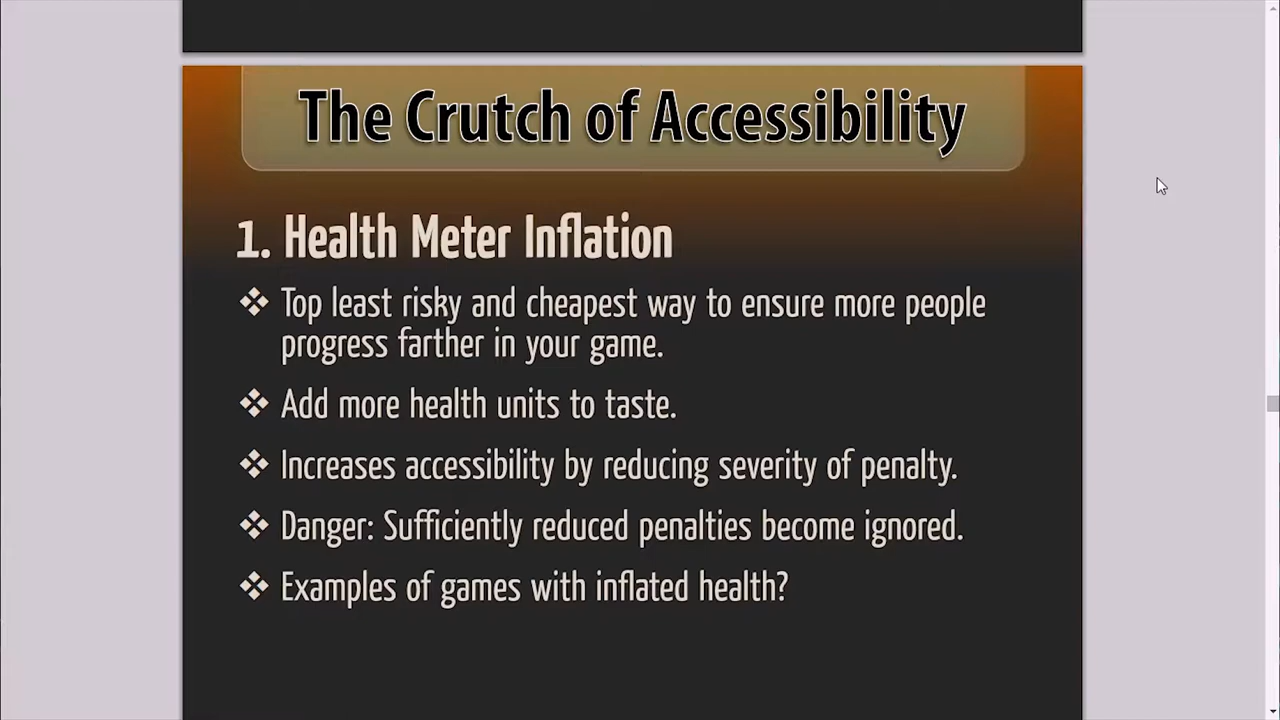 The Crutch of Accessibility
1. Health Meter Inflation
❖ Top least risky and cheapest way to ensure more people
progress farther in your game.
❖ Add more health units to taste.
❖ Increases accessibility by reducing severity of penalty.
❖ Danger: Sufficiently reduced penalties become ignored.
❖ Examples of games with inflated health?